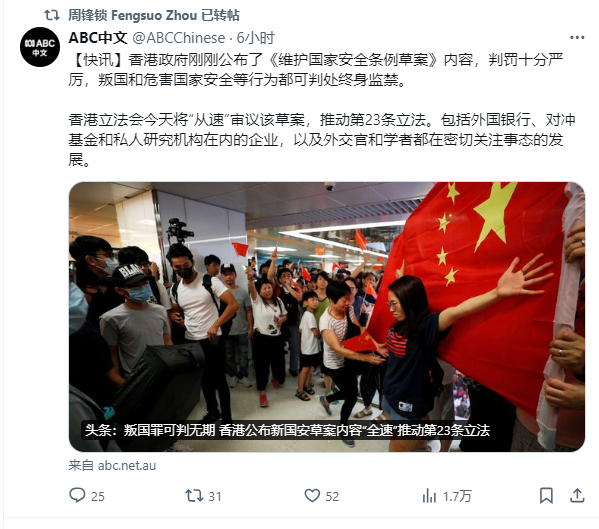 周锋锁 Fengsuo Zhou 已转帖
ABC中文 @ABCChinese · 6小时
【快讯】香港政府刚刚公布了《维护国家安全条例草案》内容，判罚十分严
厉，叛国和危害国家安全等行为都可判处终身监禁。
香港立法会今天将“从速”审议该草案，推动第23条立法。包括外国银行、对冲
基金和私人研究机构在内的企业，以及外交官和学者都在密切关注事态的发
展。
头条：叛国罪可判无期 香港公布新国安草案内容“全速”推动第23条立法
来自 abc.net.au
25 31 52 1.7万